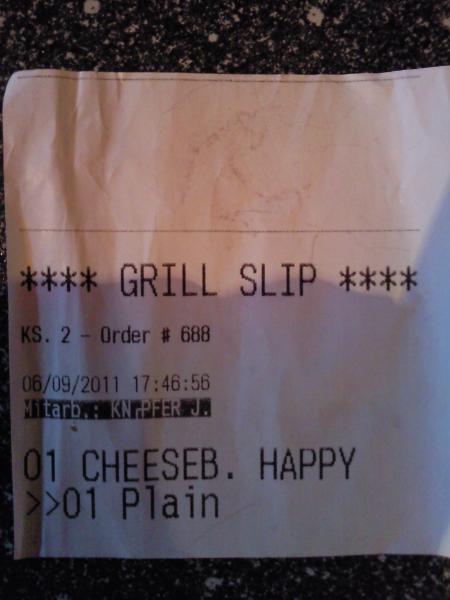 **** GRILL SLIP ****
KS. 2 - Order # 688
06/09/2011 17:46:56
Mitarb.: KN.PFER J.
01 CHEESEB. HAPPY
>>01 Plain